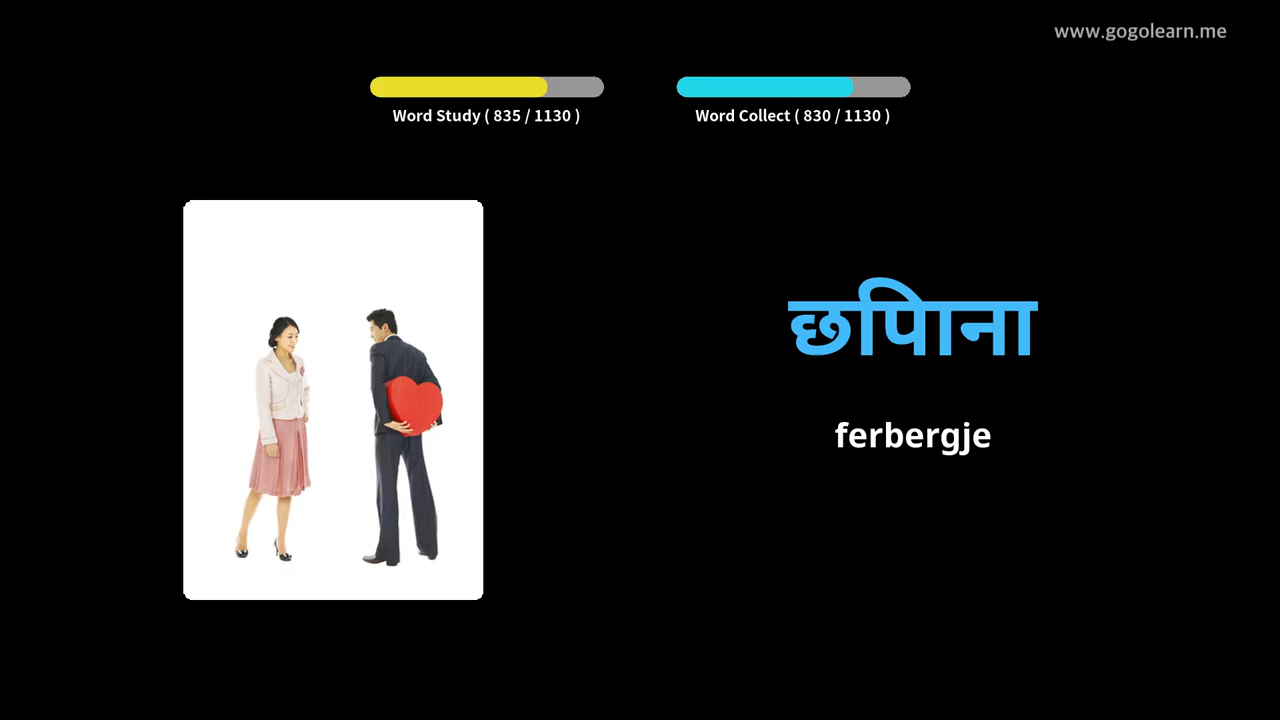 www.gogolearn.me
Word Study ( 835 / 1130 )
Word Collect ( 830 / 1130 )
छिपाना
ferbergje